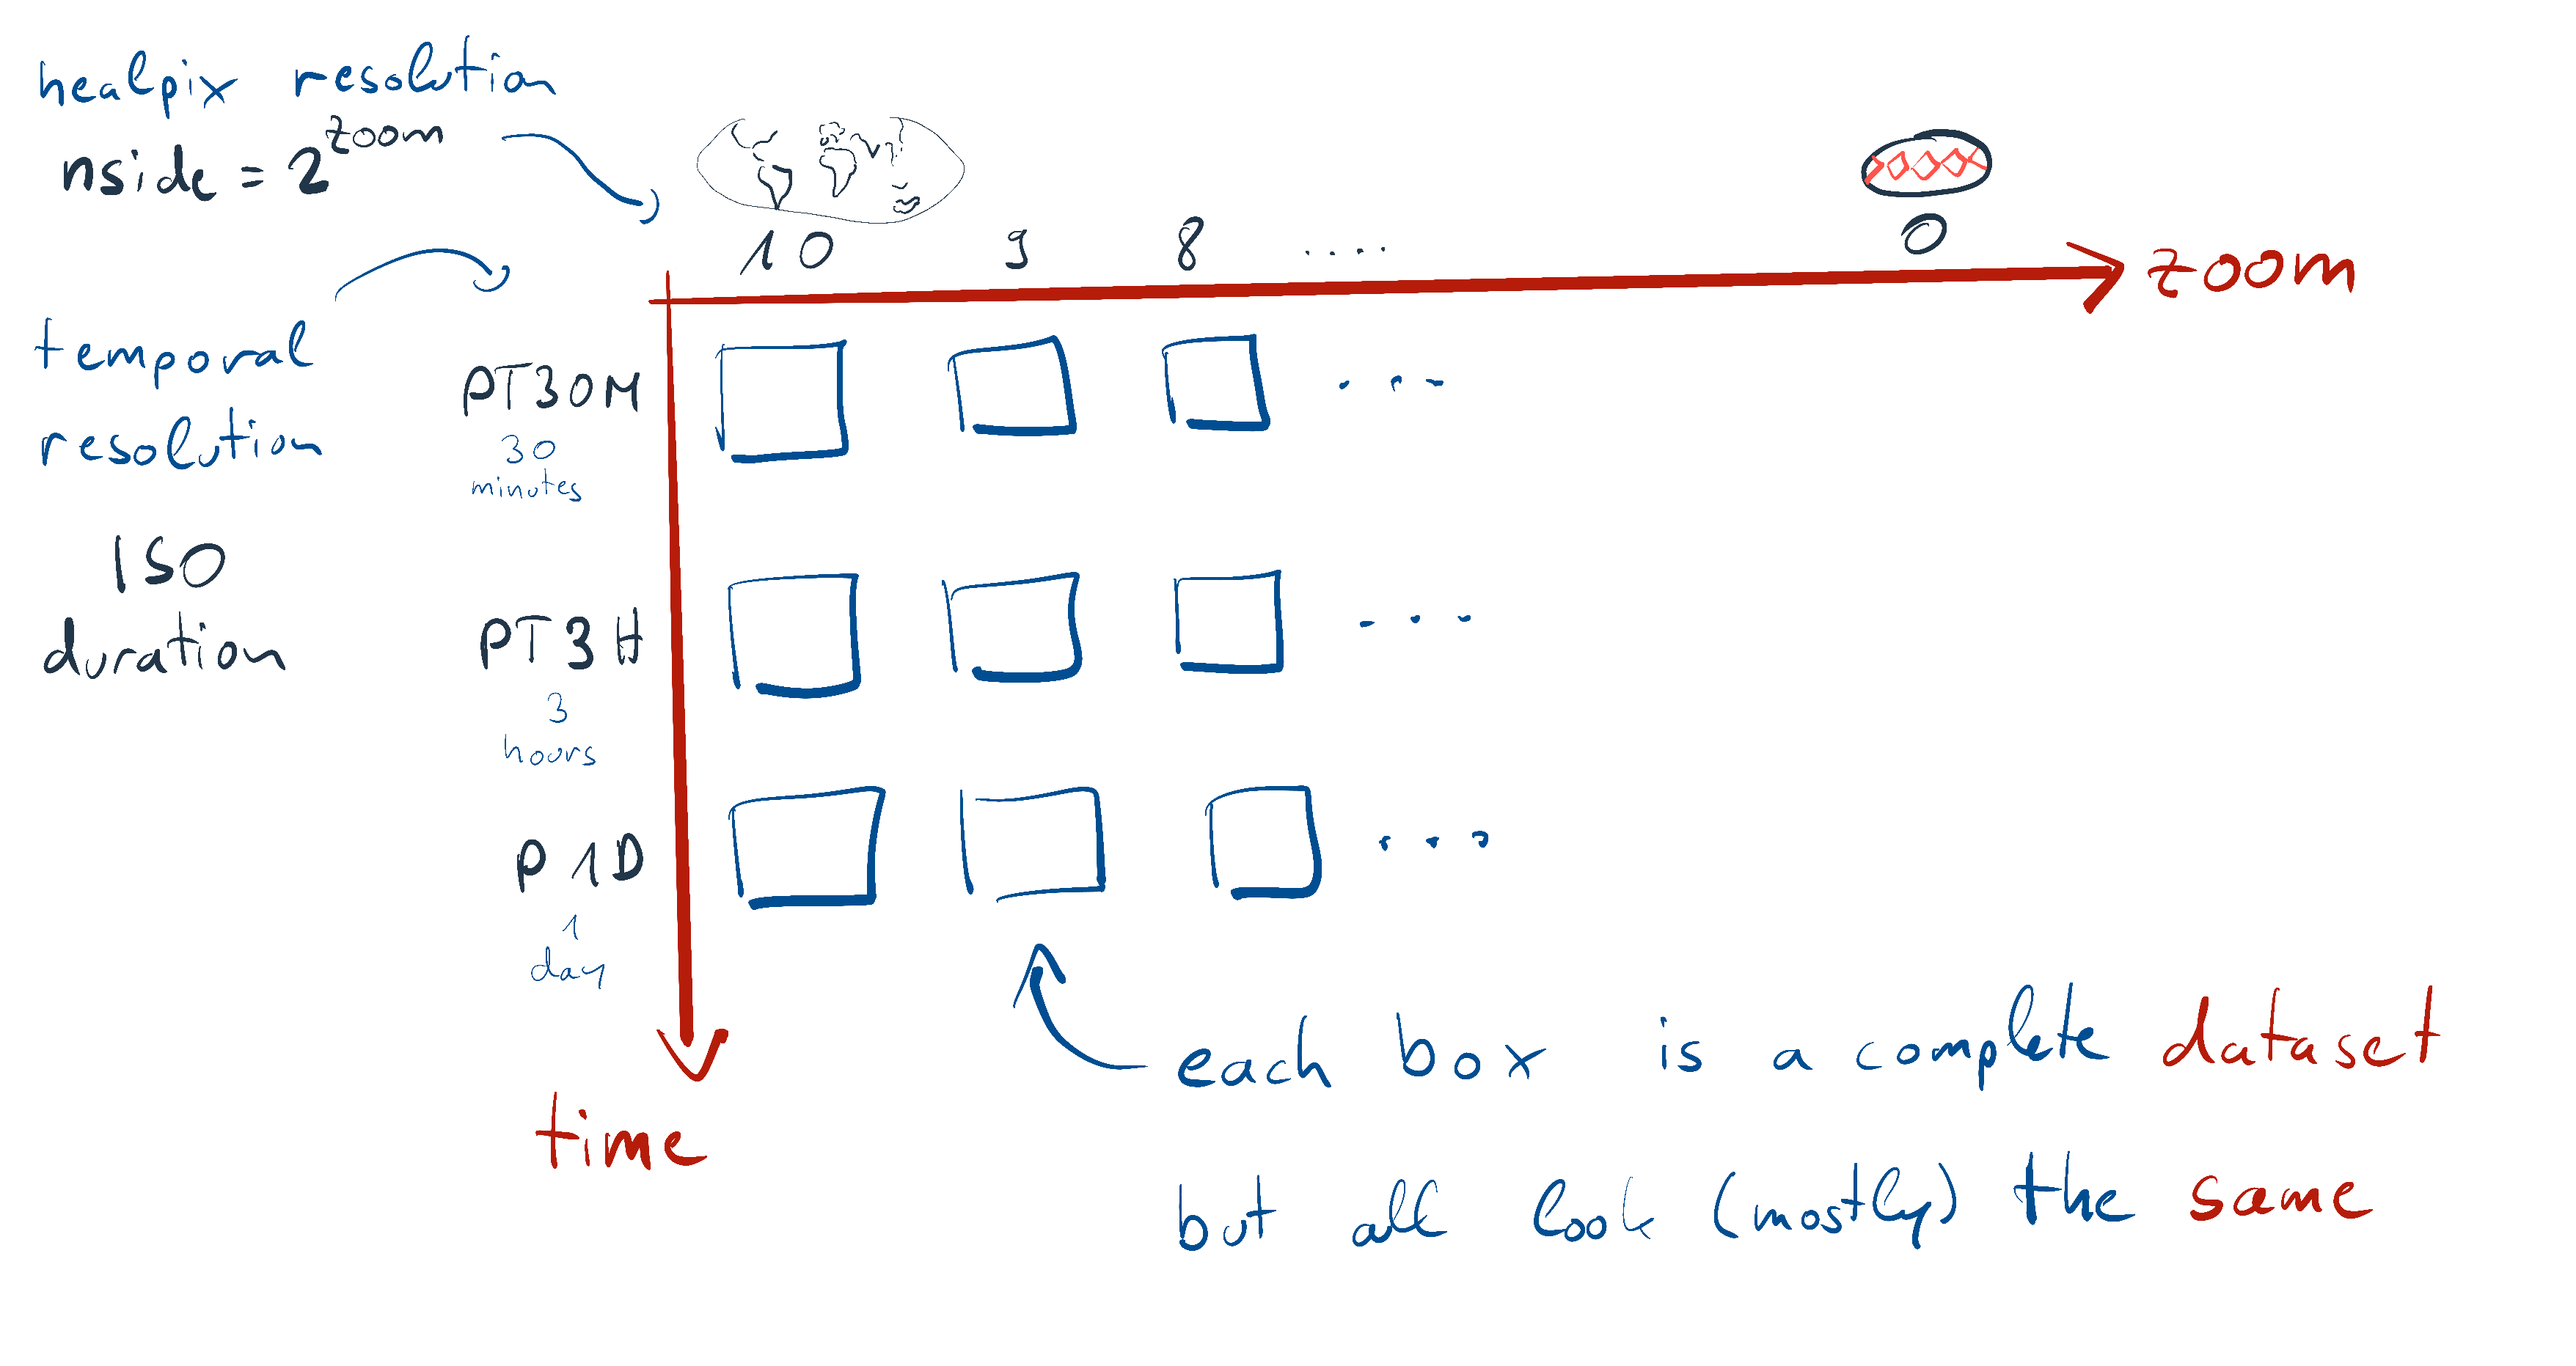 healpix resolution
nside = 2^zoom
10 9 8 .... 0
zoom
temporal
resolution
ISO
duration
PT30M
30
minutes
...
PT3H
3
hours
...
P1D
1
day
...
time
each box is a complete dataset
but all look (mostly) the same